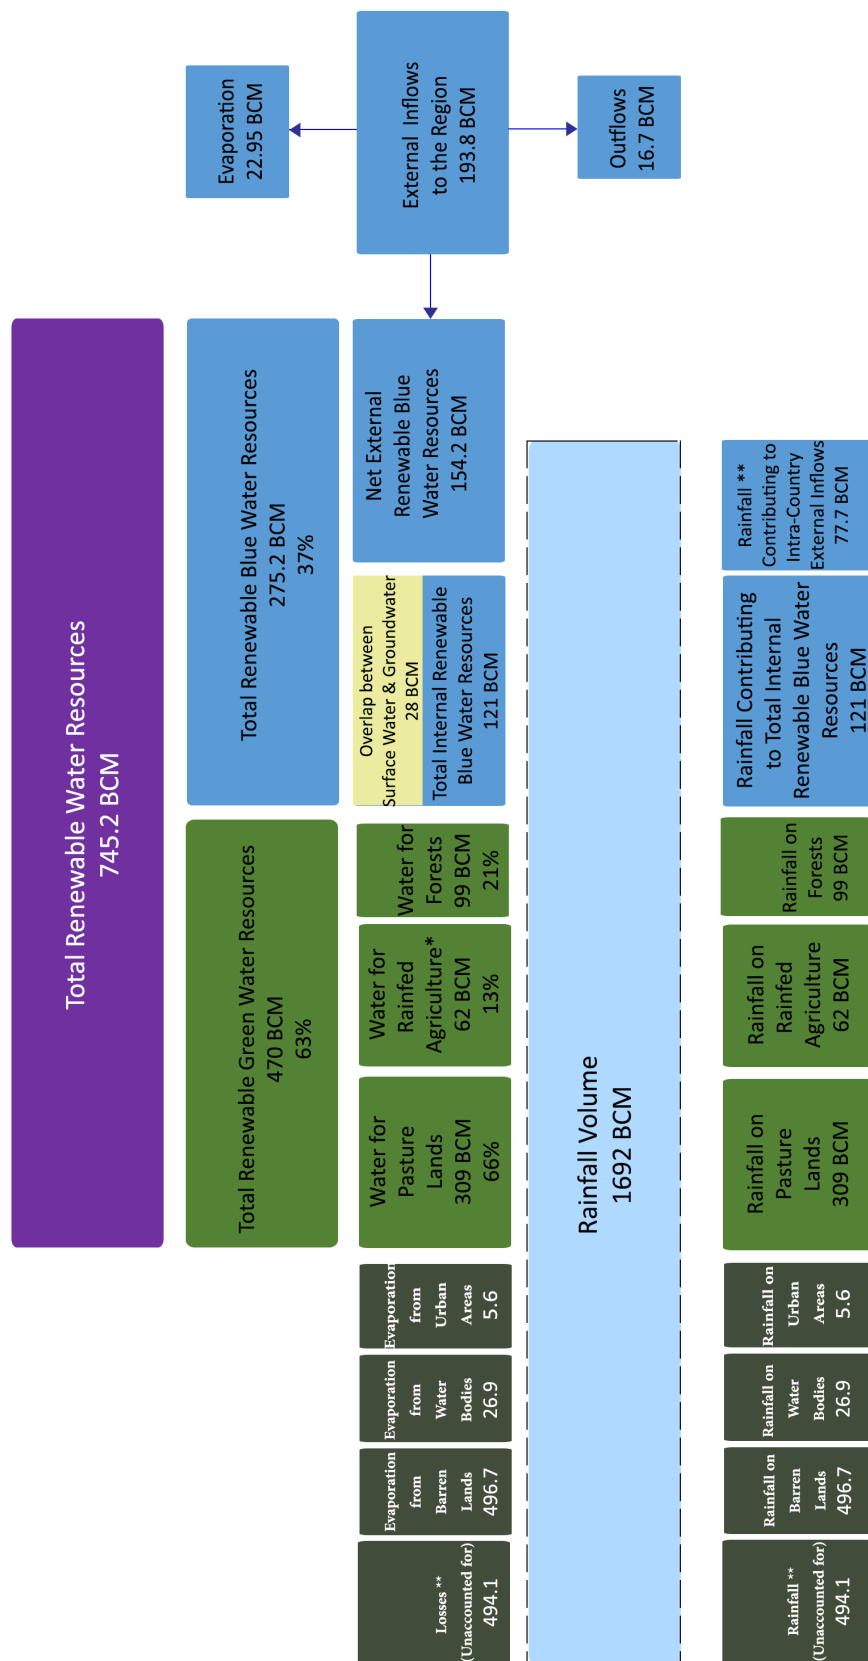 Total Renewable Water Resources
745.2 BCM
Total Renewable Green Water Resources
470 BCM
63%
Total Renewable Blue Water Resources
275.2 BCM
37%
Evaporation
22.95 BCM
Losses **
(Unaccounted for)
494.1
Evaporation
from
Barren
Lands
496.7
Evaporation
from
Water
Bodies
26.9
Evaporation
from
Urban
Areas
5.6
Water for
Pasture
Lands
309 BCM
66%
Water for
Rainfed
Agriculture*
62 BCM
13%
Water for
Forests
99 BCM
21%
Overlap between
Surface Water & Groundwater
28 BCM
Total Internal Renewable
Blue Water Resources
121 BCM
Net External
Renewable Blue
Water Resources
154.2 BCM
External Inflows
to the Region
193.8 BCM
Rainfall Volume
1692 BCM
Outflows
16.7 BCM
Rainfall **
(Unaccounted for)
494.1
Rainfall on
Barren
Lands
496.7
Rainfall on
Water
Bodies
26.9
Rainfall on
Urban
Areas
5.6
Rainfall on
Pasture
Lands
309 BCM
Rainfall on
Rainfed
Agriculture
62 BCM
Rainfall on
Forests
99 BCM
Rainfall Contributing
to Total Internal
Renewable Blue Water
Resources
121 BCM
Rainfall **
Contributing to
Intra-Country
External Inflows
77.7 BCM